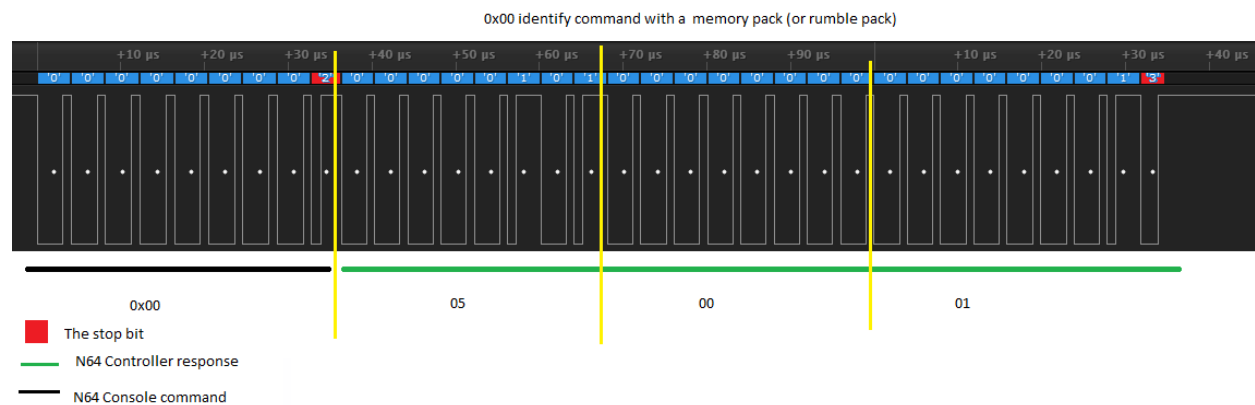 0x00 identify command with a memory pack (or rumble pack)
+10 μs +20 μs +30 μs +40 μs +50 μs +60 μs +70 μs +80 μs +90 μs +10 μs +20 μs +30 μs +40 μs
'0' '0' '0' '0' '0' '0' '0' '0' '2' '0' '0' '0' '0' '0' '1' '0' '1' '0' '0' '0' '0' '0' '0' '0' '0' '0' '0' '0' '0' '0' '0' '0' '1' '3'
0x00 05 00 01
The stop bit
N64 Controller response
N64 Console command